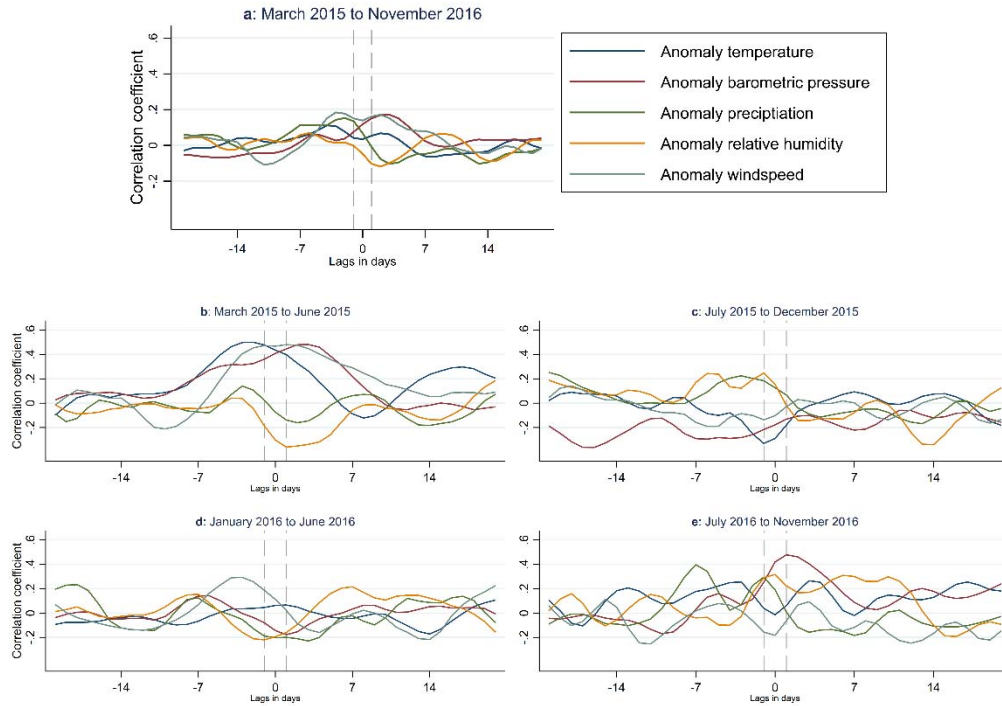 a: March 2015 to November 2016
Correlation coefficient
.6
.4
.2
0
-.2
-14
-7
0
7
14
Lags in days
Anomaly temperature
Anomaly barometric pressure
Anomaly preciptiation
Anomaly relative humidity
Anomaly windspeed
b: March 2015 to June 2015
Correlation coefficient
.6
.4
.2
0
-.2
-14
-7
0
7
14
Lags in days
c: July 2015 to December 2015
Correlation coefficient
.6
.4
.2
0
-.2
-14
-7
0
7
14
Lags in days
d: January 2016 to June 2016
Correlation coefficient
.6
.4
.2
0
-.2
-14
-7
0
7
14
Lags in days
e: July 2016 to November 2016
Correlation coefficient
.6
.4
.2
0
-.2
-14
-7
0
7
14
Lags in days